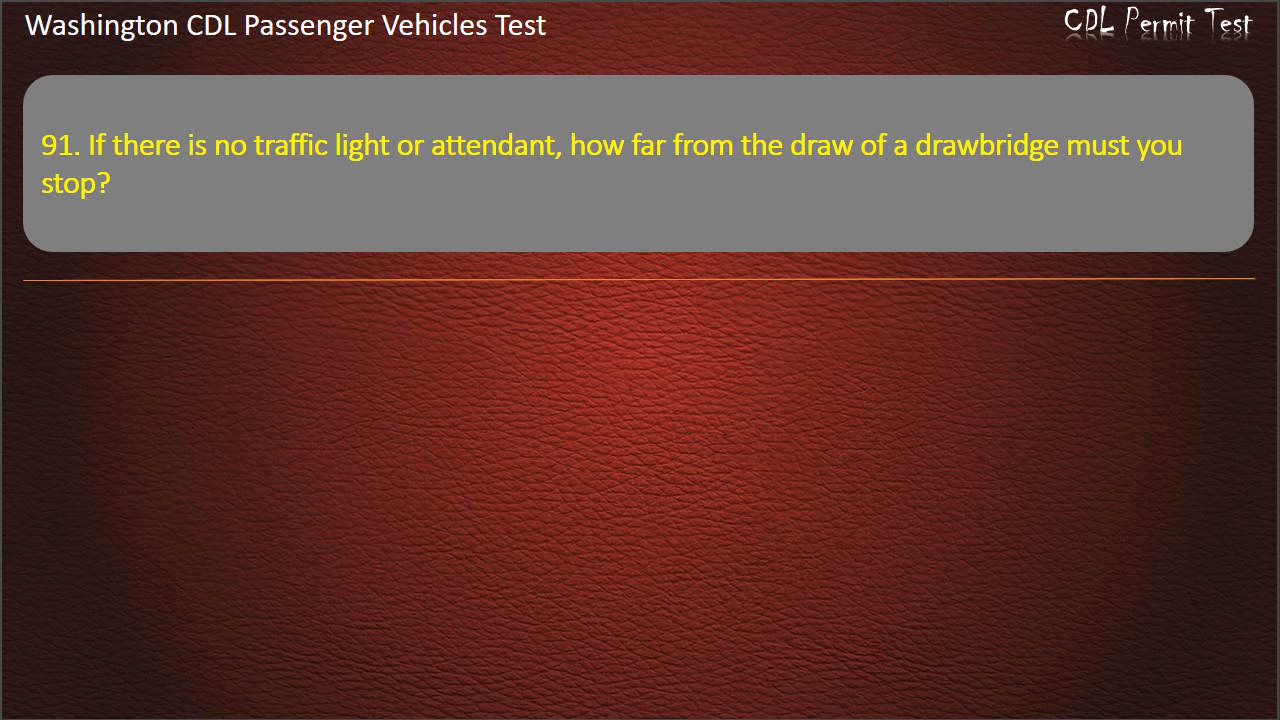 Washington CDL Passenger Vehicles Test
CDL Permit Test
91. If there is no traffic light or attendant, how far from the draw of a drawbridge must you
stop?